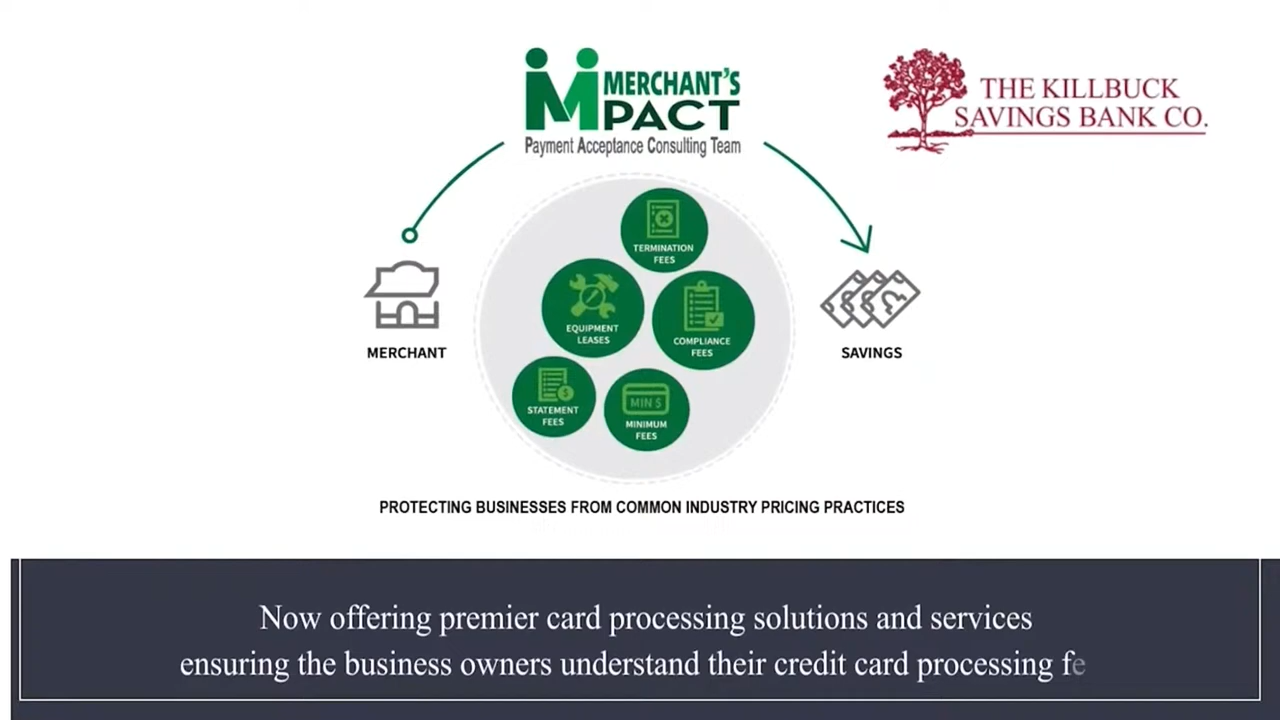 MERCHANT'S
PACT
Payment Acceptance Consulting Team
THE KILLBUCK
SAVINGS BANK CO.
TERMINATION
FEES
EQUIPMENT
LEASES
COMPLIANCE
FEES
STATEMENT
FEES
MIN $
MINIMUM
FEES
MERCHANT
SAVINGS
PROTECTING BUSINESSES FROM COMMON INDUSTRY PRICING PRACTICES
Now offering premier card processing solutions and services
ensuring the business owners understand their credit card processing fe